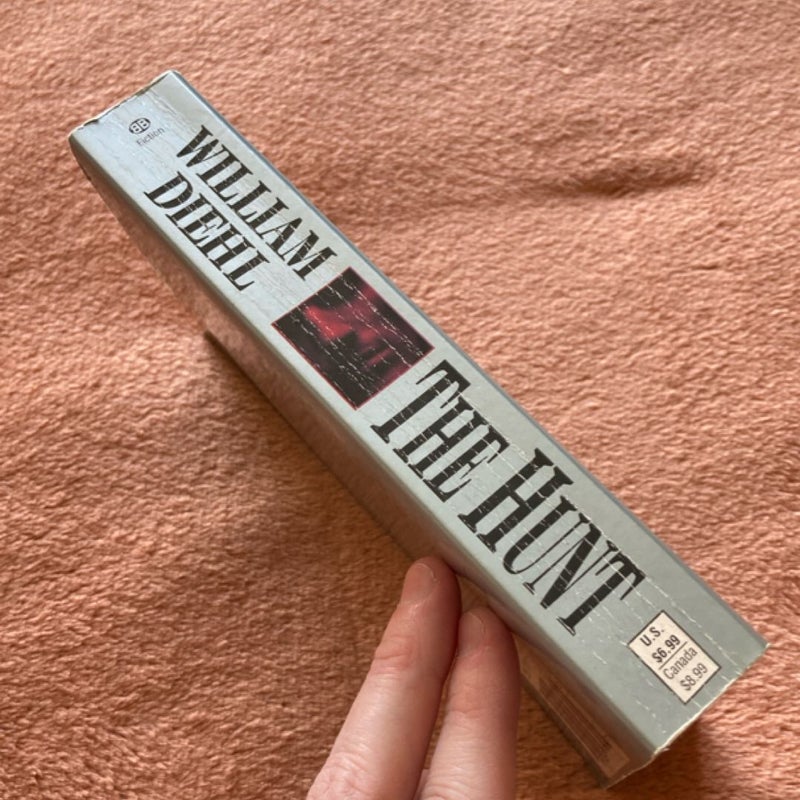 BB
Fiction
WILLIAM
DIEHL
THE HUNT
U.S.
$6.99
Canada
$8.99